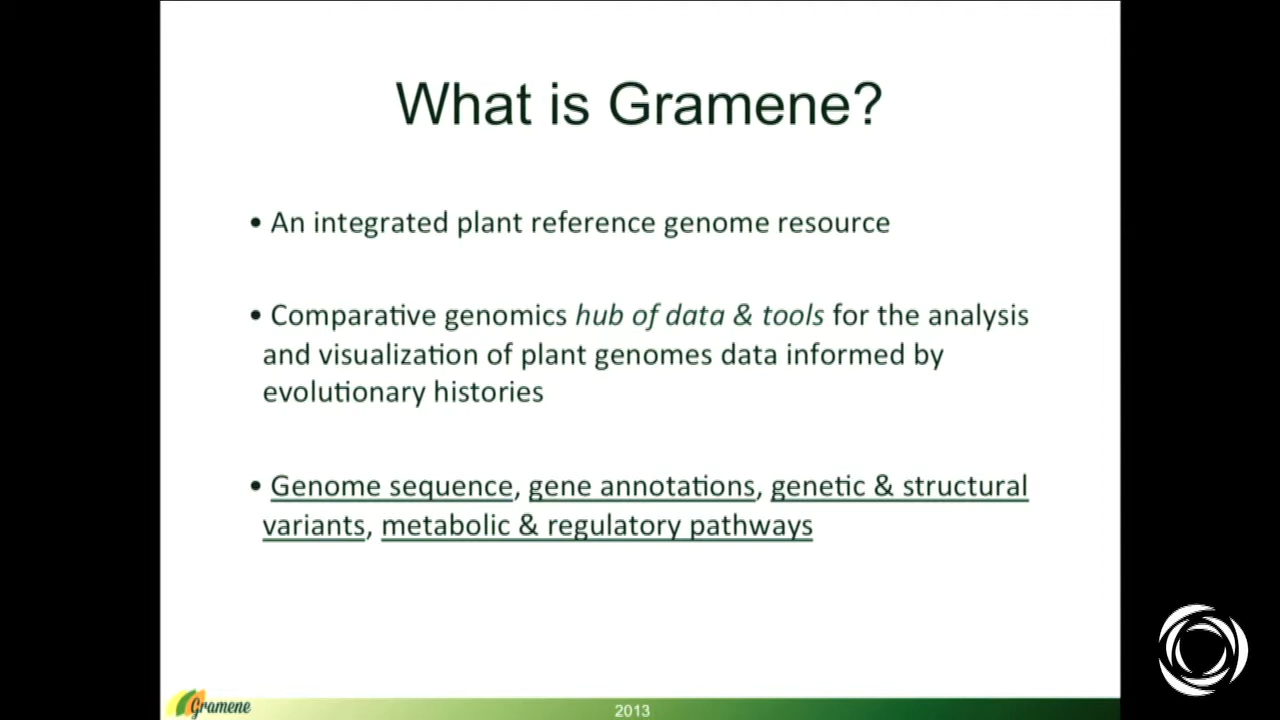 What is Gramene?
• An integrated plant reference genome resource
• Comparative genomics hub of data & tools for the analysis
and visualization of plant genomes data informed by
evolutionary histories
• Genome sequence, gene annotations, genetic & structural
variants, metabolic & regulatory pathways
Gramene
2013